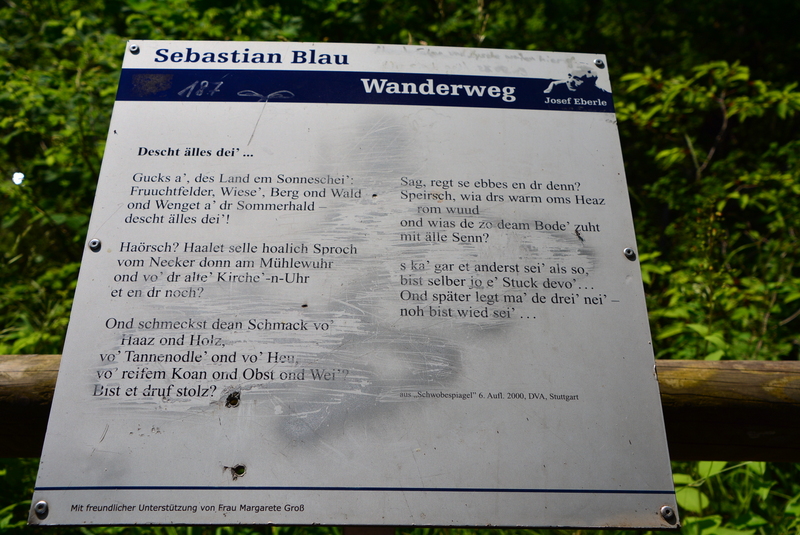 Sebastian Blau
Wanderweg
Josef Eberle
187
Descht älles dei' ...
Gucks a', des Land em Sonneschei':
Fruuchtfelder, Wiese', Berg ond Wald
ond Wenget a' dr Sommerhald –
descht älles dei'!
Haörsch? Haalet selle hoalich Sproch
vom Necker donn am Mühlewuhr
ond vo' dr alte' Kirche'-n-Uhr
et en dr noch?
Ond schmeckst dean Schmack vo'
Haaz ond Holz,
vo' Tannenodle' ond vo' Heu,
vo' reifem Koan ond Obst ond Wei'?
Bist et druf stolz?
Sag, regt se ebbes en dr denn?
Speirsch, wia drs warm oms Heaz
rom wuud
ond wias de zo deam Bode' zuht
mit älle Senn?
s ka' gar et anderst sei' als so,
bist selber jo e' Stuck devo' ...
Ond später legt ma' de drei' nei' –
noh bist wied sei' ...
aus „Schwobespiagel" 6. Aufl. 2000, DVA, Stuttgart
Mit freundlicher Unterstützung von Frau Margarete Groß